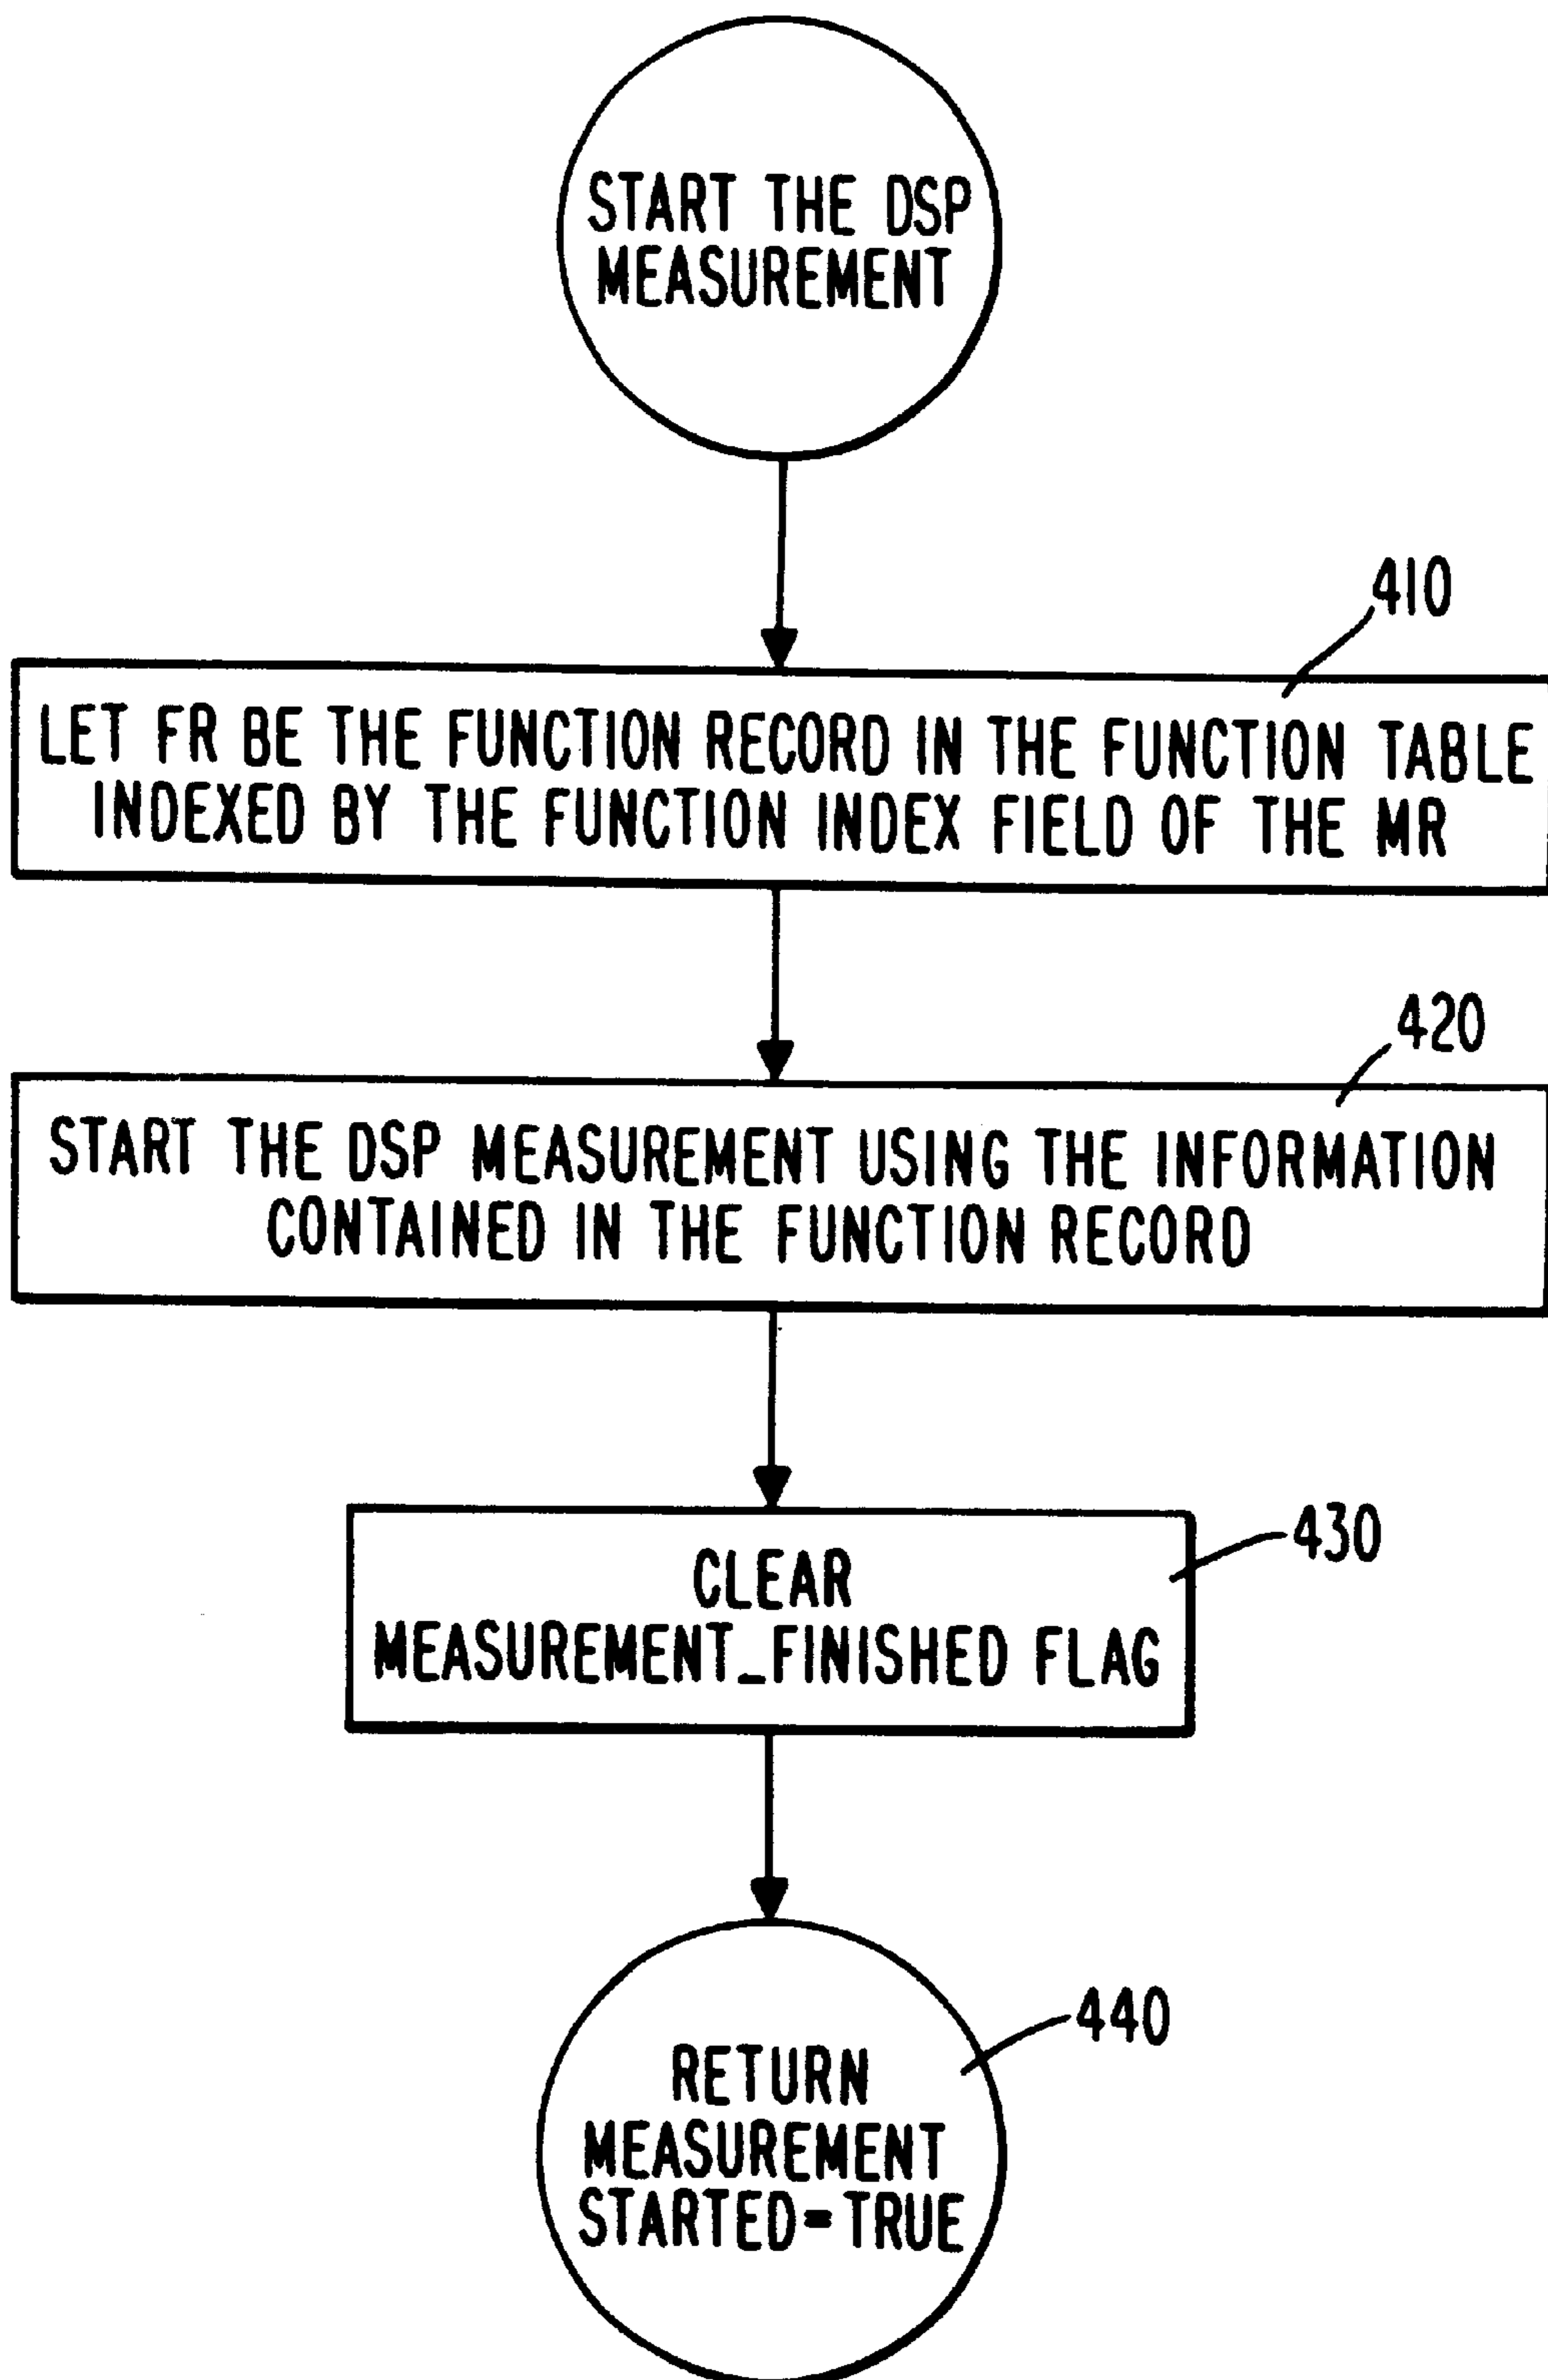 START THE DSP
MEASUREMENT
410
LET FR BE THE FUNCTION RECORD IN THE FUNCTION TABLE
INDEXED BY THE FUNCTION INDEX FIELD OF THE MR
420
START THE DSP MEASUREMENT USING THE INFORMATION
CONTAINED IN THE FUNCTION RECORD
430
CLEAR
MEASUREMENT_FINISHED FLAG
440
RETURN
MEASUREMENT
STARTED=TRUE